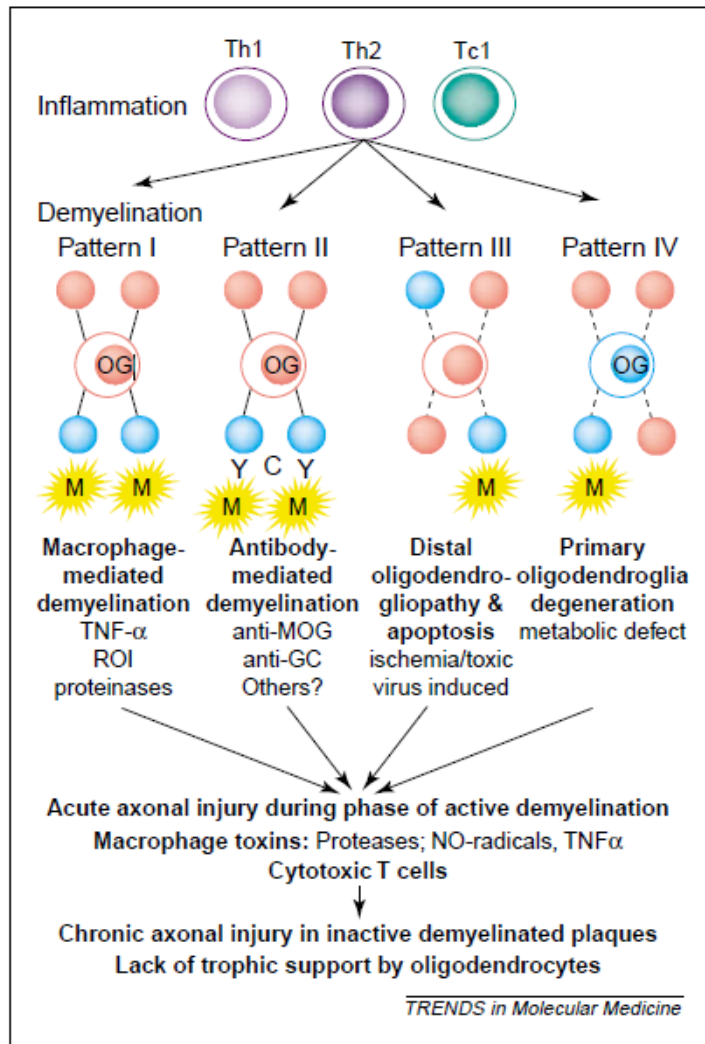 Th1 Th2 Tc1
Inflammation
Demyelination
Pattern I Pattern II Pattern III Pattern IV
OG OG OG
Y C Y
M M M M M M
Macrophage-
mediated
demyelination
TNF-α
ROI
proteinases
Antibody-
mediated
demyelination
anti-MOG
anti-GC
Others?
Distal
oligodendro-
gliopathy &
apoptosis
ischemia/toxic
virus induced
Primary
oligodendroglia
degeneration
metabolic defect
Acute axonal injury during phase of active demyelination
Macrophage toxins: Proteases; NO-radicals, TNFα
Cytotoxic T cells
Chronic axonal injury in inactive demyelinated plaques
Lack of trophic support by oligodendrocytes
TRENDS in Molecular Medicine